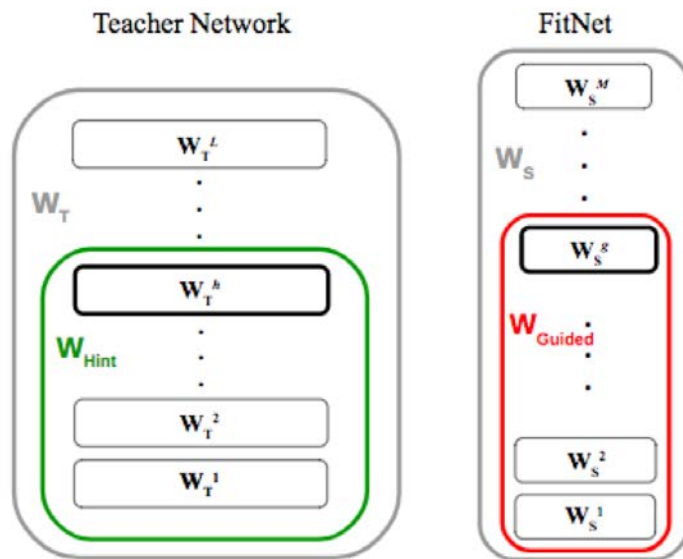 Teacher Network
FitNet
W_T^L
W_T
W_T^h
W_Hint
W_T^2
W_T^1
W_S^M
W_S
W_S^g
W_Guided
W_S^2
W_S^1